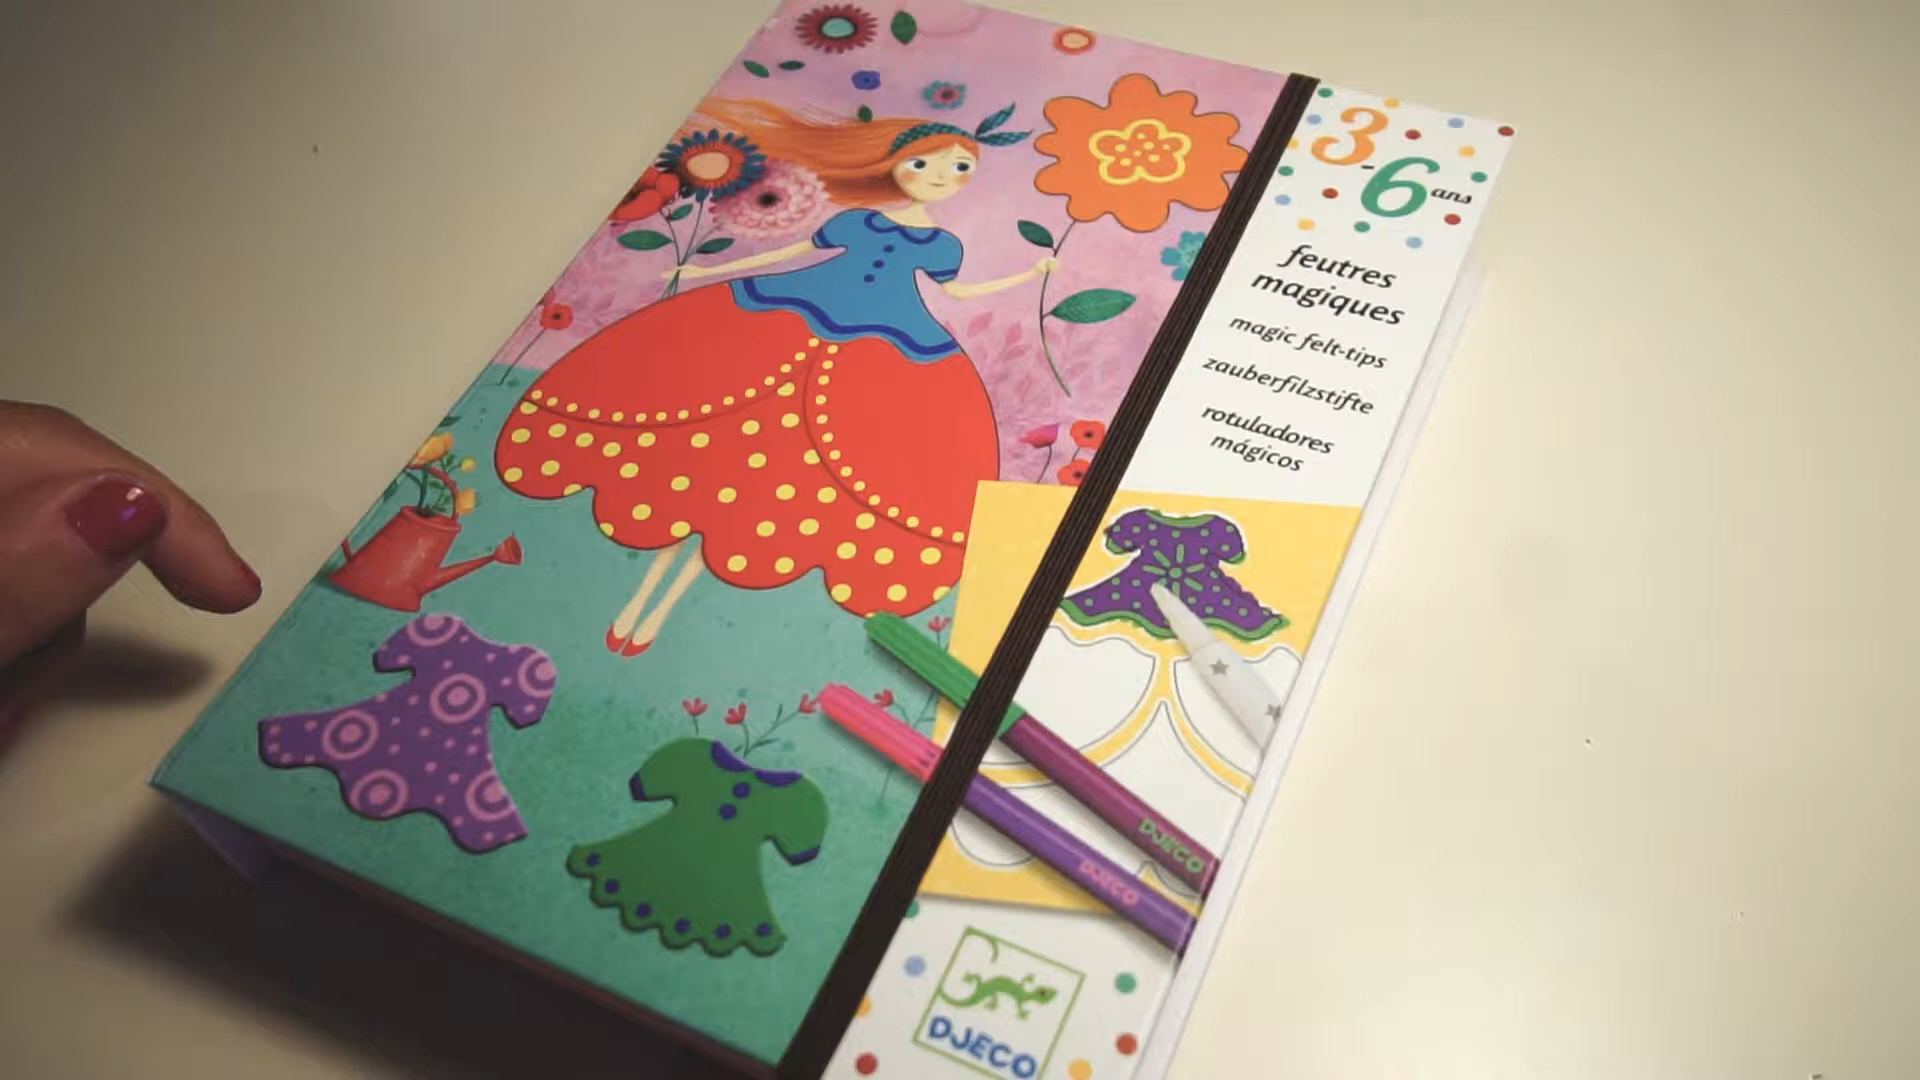 3-6 ans
feutres
magiques
magic felt-tips
zauberfilzstifte
rotuladores
mágicos
DJECO
DJECO
DJECO